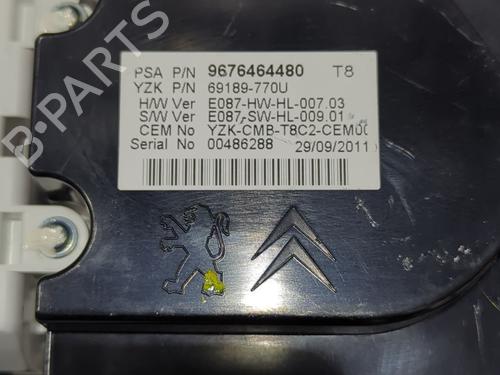 PSA P/N 9676464480 T8
YZK P/N 69189-770U
H/W Ver E087-HW-HL-007.03
S/W Ver E087-SW-HL-009.01
CEM No YZK-CMB-T8C2-CEM00
Serial No 00486288 29/09/2011
B-PARTS